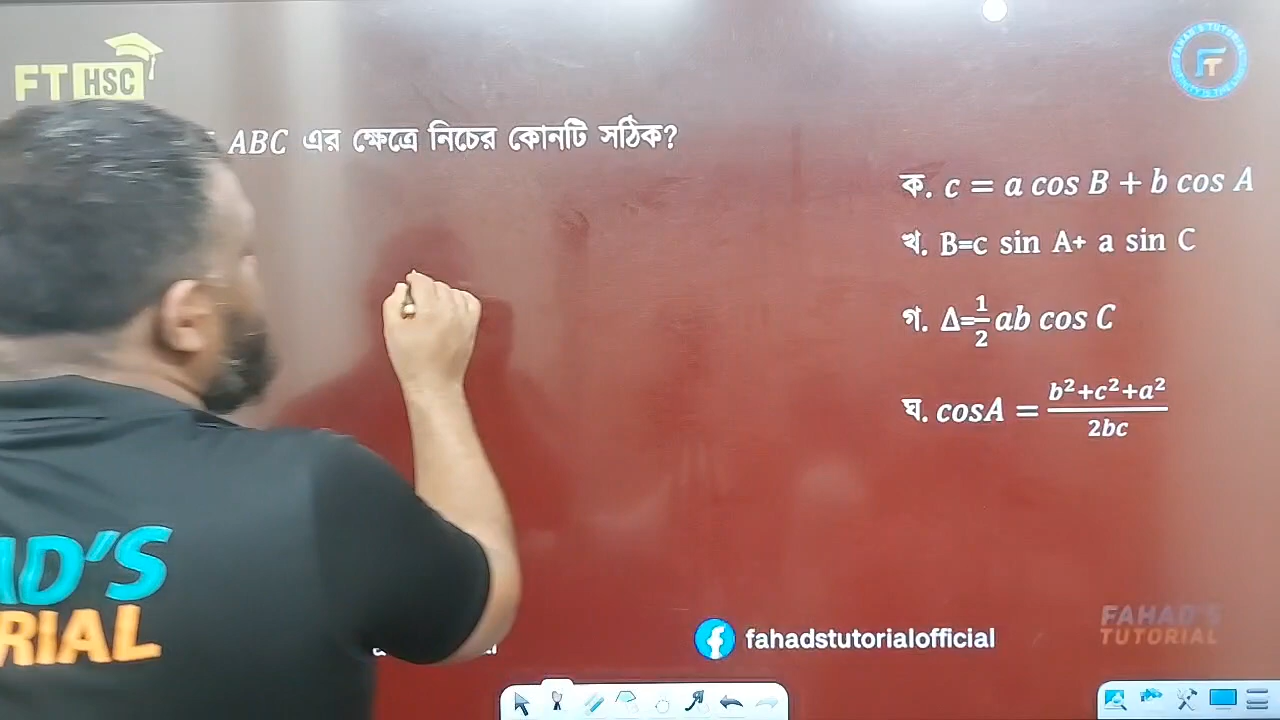 FT HSC
ABC এর ক্ষেত্রে নিচের কোনটি সঠিক?
ক. c = a cos B + b cos A
খ. B=c sin A+ a sin C
গ. Δ=1/2 ab cos C
ঘ. cosA = b²+c²+a²/2bc
AD'S
RIAL
fahadstutorialofficial
FAHAD'S
TUTORIAL